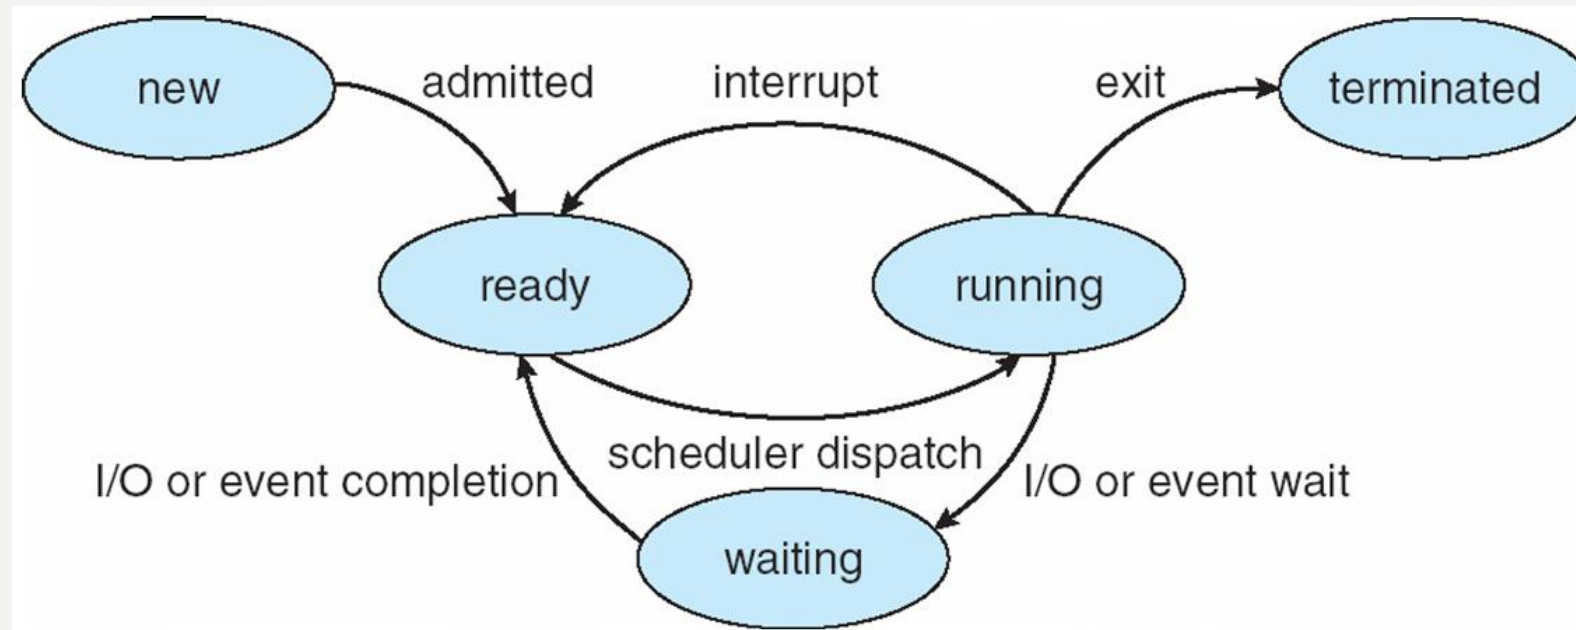 new
admitted
interrupt
exit
terminated
ready
running
scheduler dispatch
I/O or event completion
I/O or event wait
waiting